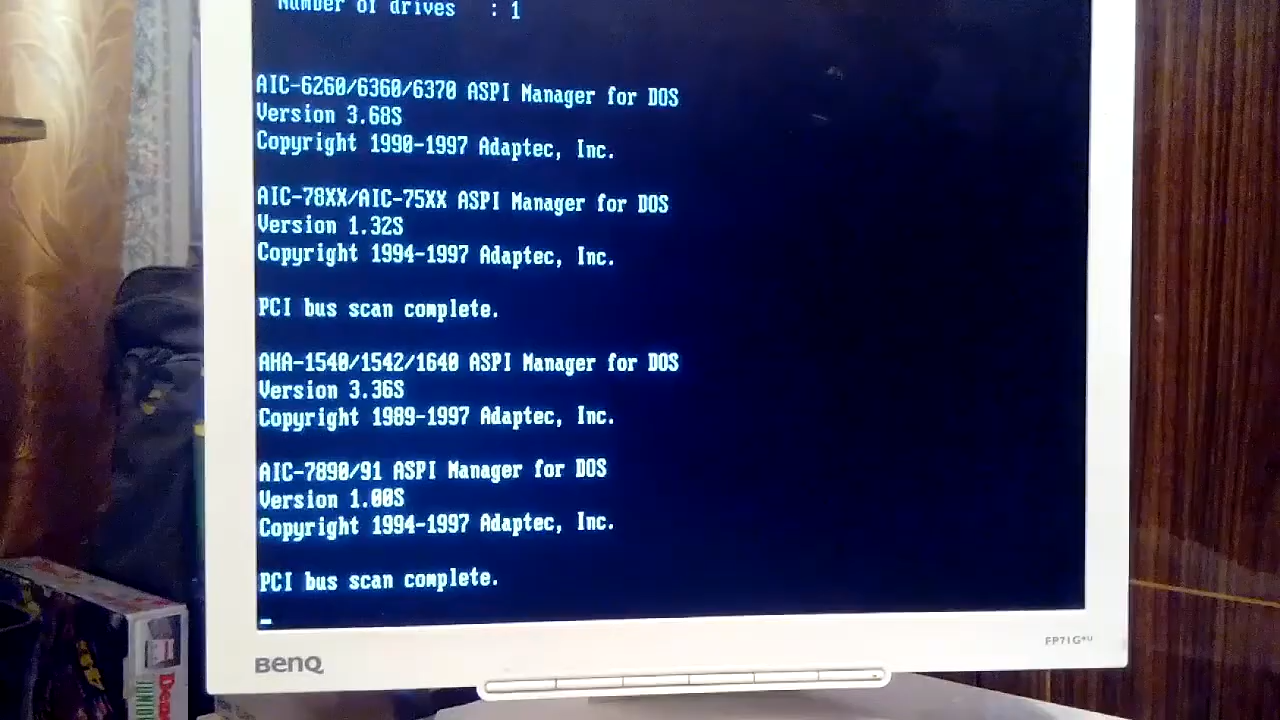 Number of drives : 1
AIC-6260/6360/6370 ASPI Manager for DOS
Version 3.68S
Copyright 1990-1997 Adaptec, Inc.
AIC-78XX/AIC-75XX ASPI Manager for DOS
Version 1.32S
Copyright 1994-1997 Adaptec, Inc.
PCI bus scan complete.
AHA-1540/1542/1640 ASPI Manager for DOS
Version 3.36S
Copyright 1989-1997 Adaptec, Inc.
AIC-7890/91 ASPI Manager for DOS
Version 1.00S
Copyright 1994-1997 Adaptec, Inc.
PCI bus scan complete.
BenQ